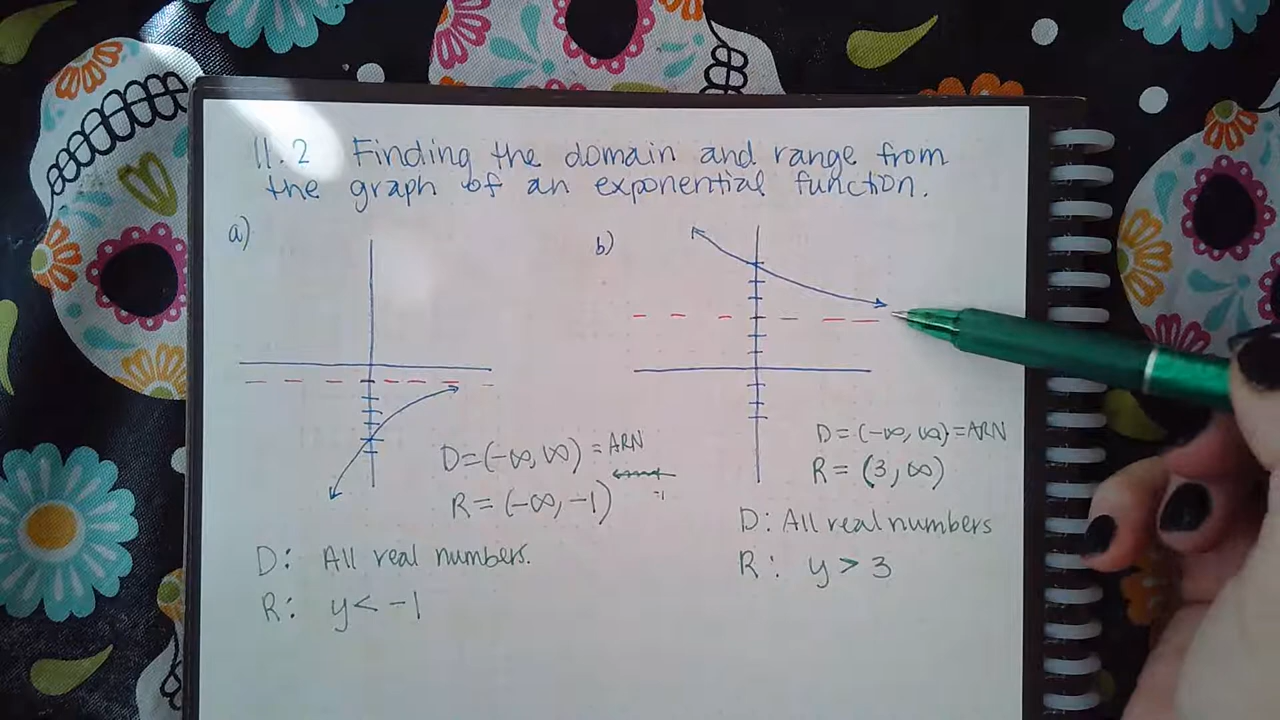 11.2 Finding the domain and range from
the graph of an exponential function.
a)
D=(-∞,∞) = ARN
R= (-∞, -1)
D: All real numbers.
R: y< -1
b)
D= (-∞, ∞)=ARN
R= (3,∞)
D: All real numbers
R: y > 3